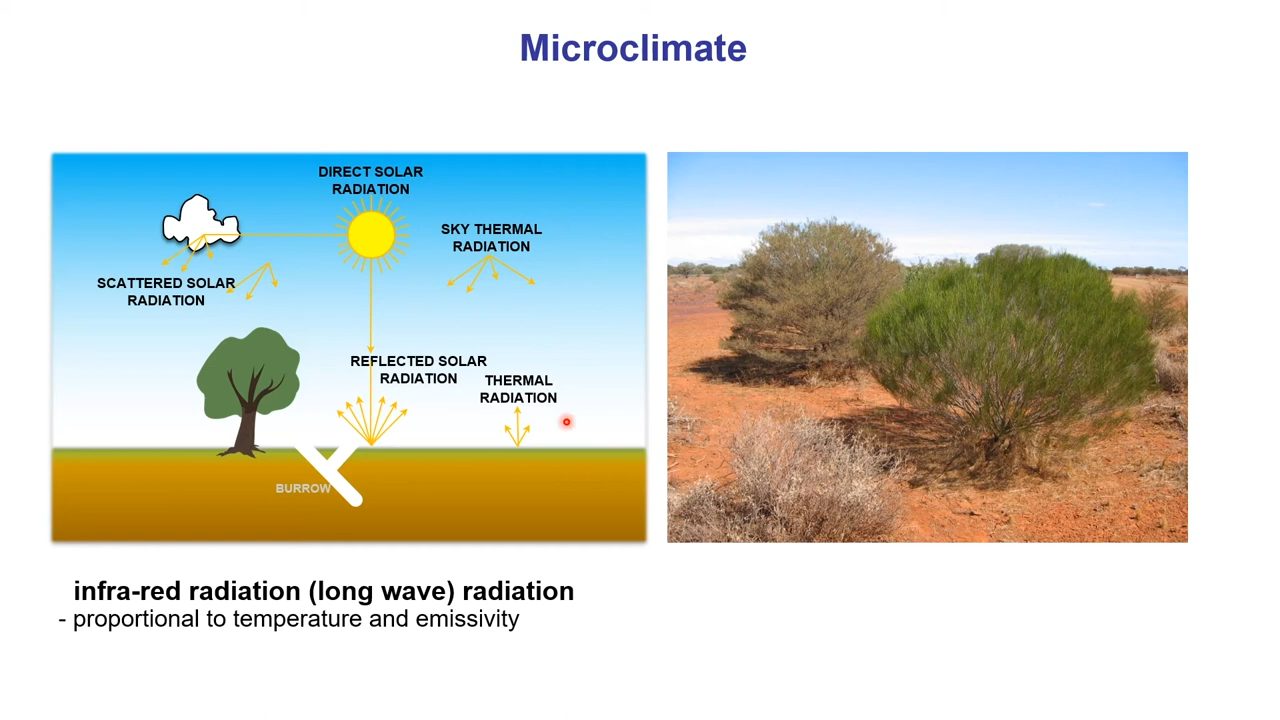 Microclimate
DIRECT SOLAR
RADIATION
SKY THERMAL
RADIATION
SCATTERED SOLAR
RADIATION
REFLECTED SOLAR
RADIATION
THERMAL
RADIATION
BURROW
infra-red radiation (long wave) radiation
- proportional to temperature and emissivity